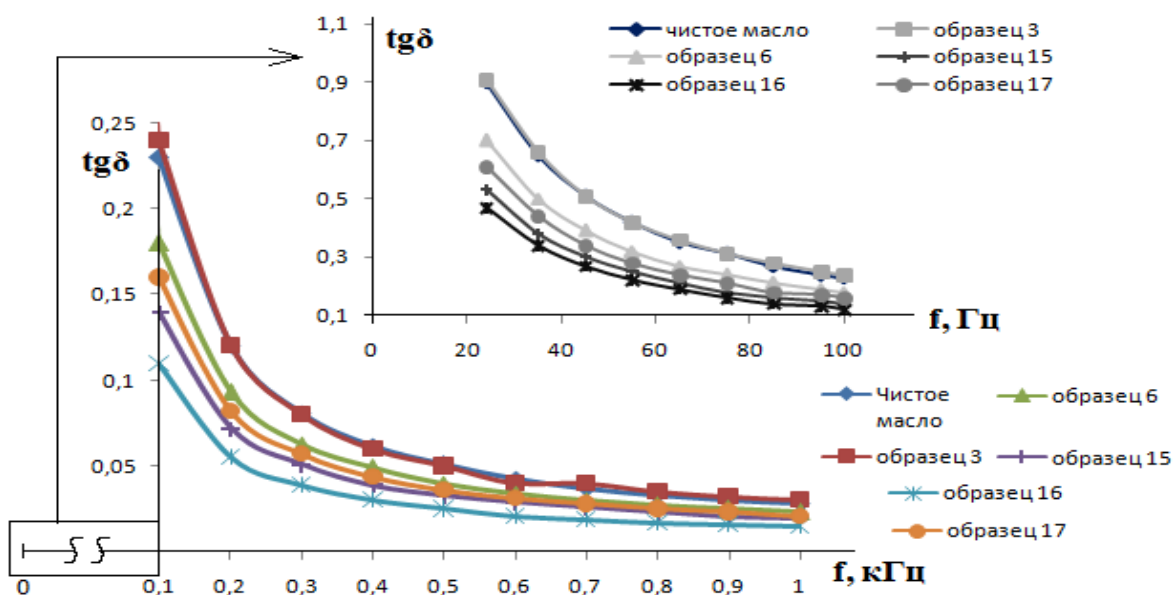 1,1
tgδ
чистое масло
образец 3
0,9
образец 6
образец 15
образец 16
образец 17
0,7
0,5
0,3
0,1
f, Гц
0 20 40 60 80 100
0,25
tgδ
0,2
0,15
0,1
0,05
Чистое
масло
образец 6
образец 3
образец 15
образец 16
образец 17
f, кГц
0 0,1 0,2 0,3 0,4 0,5 0,6 0,7 0,8 0,9 1